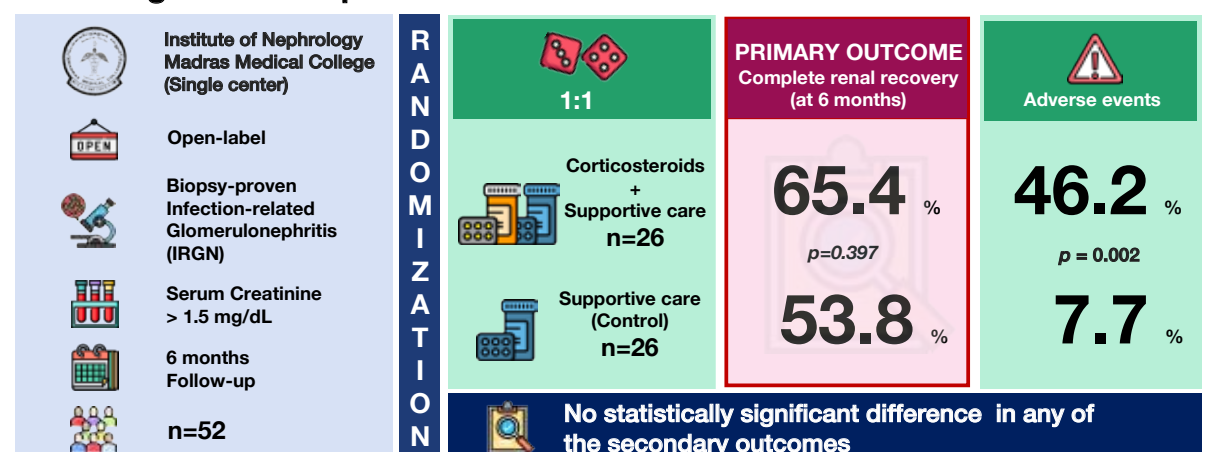 Institute of Nephrology
Madras Medical College
(Single center)
OPEN
Open-label
Biopsy-proven
Infection-related
Glomerulonephritis
(IRGN)
Serum Creatinine
> 1.5 mg/dL
6 months
Follow-up
n=52
RANDOMIZATION
1:1
Corticosteroids
+
Supportive care
n=26
Supportive care
(Control)
n=26
PRIMARY OUTCOME
Complete renal recovery
(at 6 months)
65.4 %
p=0.397
53.8 %
Adverse events
46.2 %
p = 0.002
7.7 %
No statistically significant difference in any of
the secondary outcomes